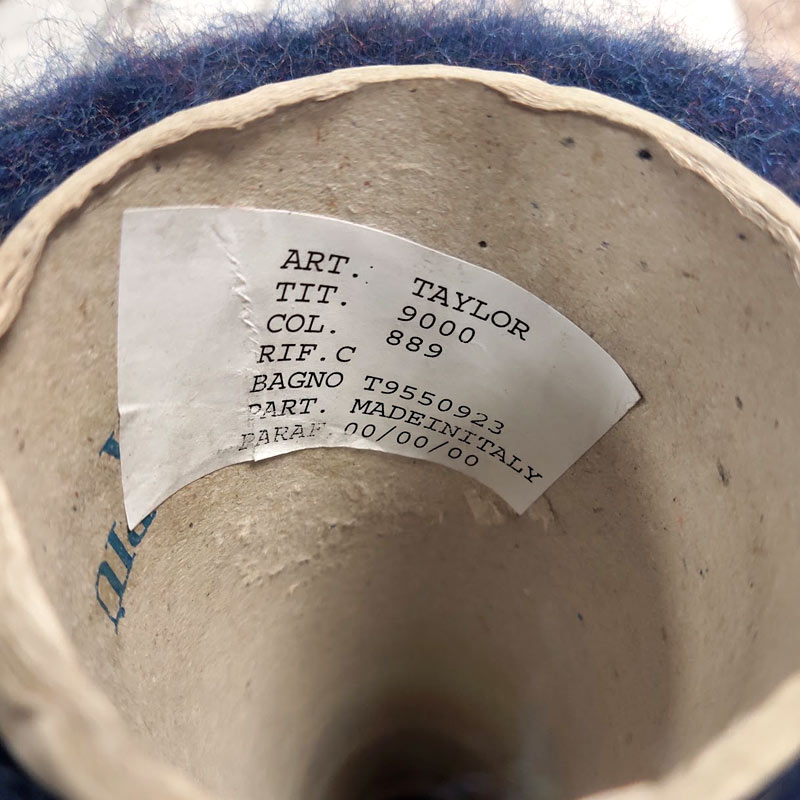 ART. TAYLOR
TIT. 9000
COL. 889
RIF.C
BAGNO T9550923
PART. MADEINITALY
PARAF. 00/00/00